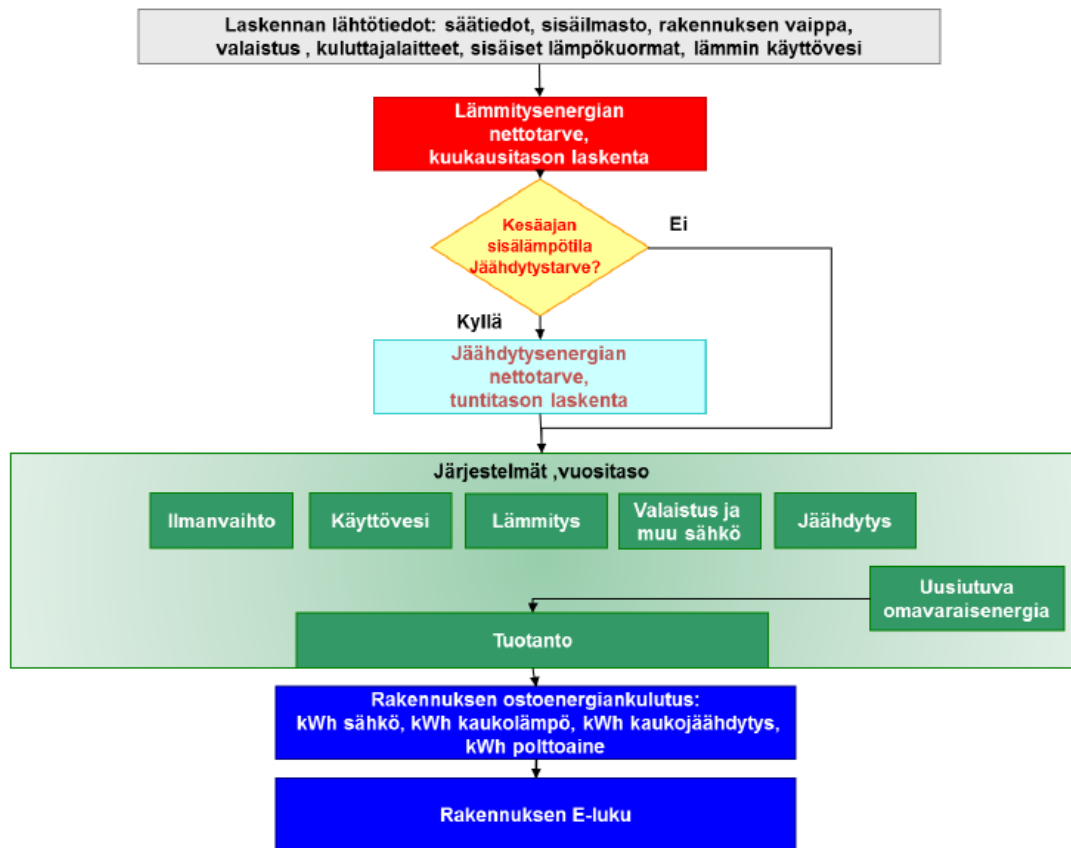 Laskennan lähtötiedot: säätiedot, sisäilmasto, rakennuksen vaippa,
valaistus , kuluttajalaitteet, sisäiset lämpökuormat, lämmin käyttövesi
Lämmitysenergian
nettotarve,
kuukausitason laskenta
Kesäajan
sisälämpötila
Jäähdytystarve?
Ei
Kyllä
Jäähdytysenergian
nettotarve,
tuntitason laskenta
Järjestelmät ,vuositaso
Ilmanvaihto
Käyttövesi
Lämmitys
Valaistus ja
muu sähkö
Jäähdytys
Uusiutuva
omavaraisenergia
Tuotanto
Rakennuksen ostoenergiankulutus:
kWh sähkö, kWh kaukolämpö, kWh kaukojäähdytys,
kWh polttoaine
Rakennuksen E-luku